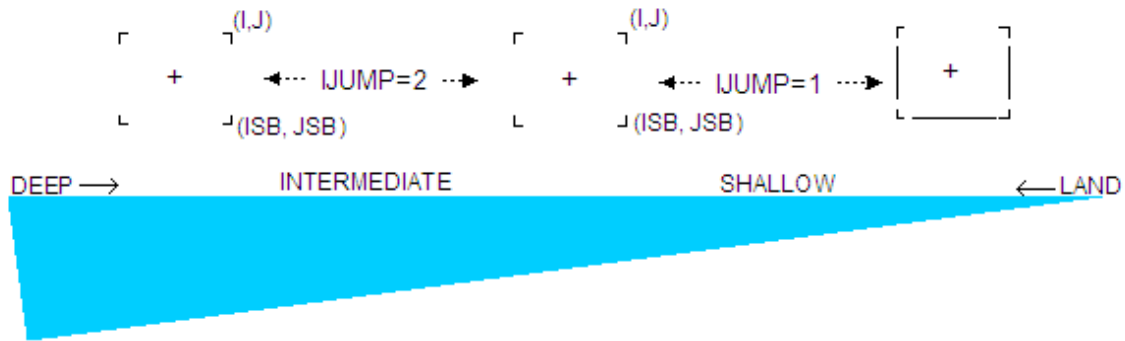 (I,J) (I,J)
+ IJUMP=2 + IJUMP=1 +
(ISB, JSB) (ISB, JSB)
DEEP INTERMEDIATE SHALLOW LAND